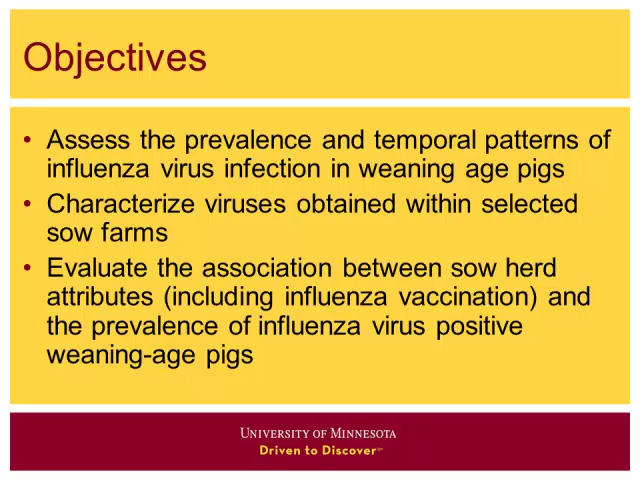 Objectives
• Assess the prevalence and temporal patterns of
influenza virus infection in weaning age pigs
• Characterize viruses obtained within selected
sow farms
• Evaluate the association between sow herd
attributes (including influenza vaccination) and
the prevalence of influenza virus positive
weaning-age pigs
UNIVERSITY OF MINNESOTA
Driven to Discover